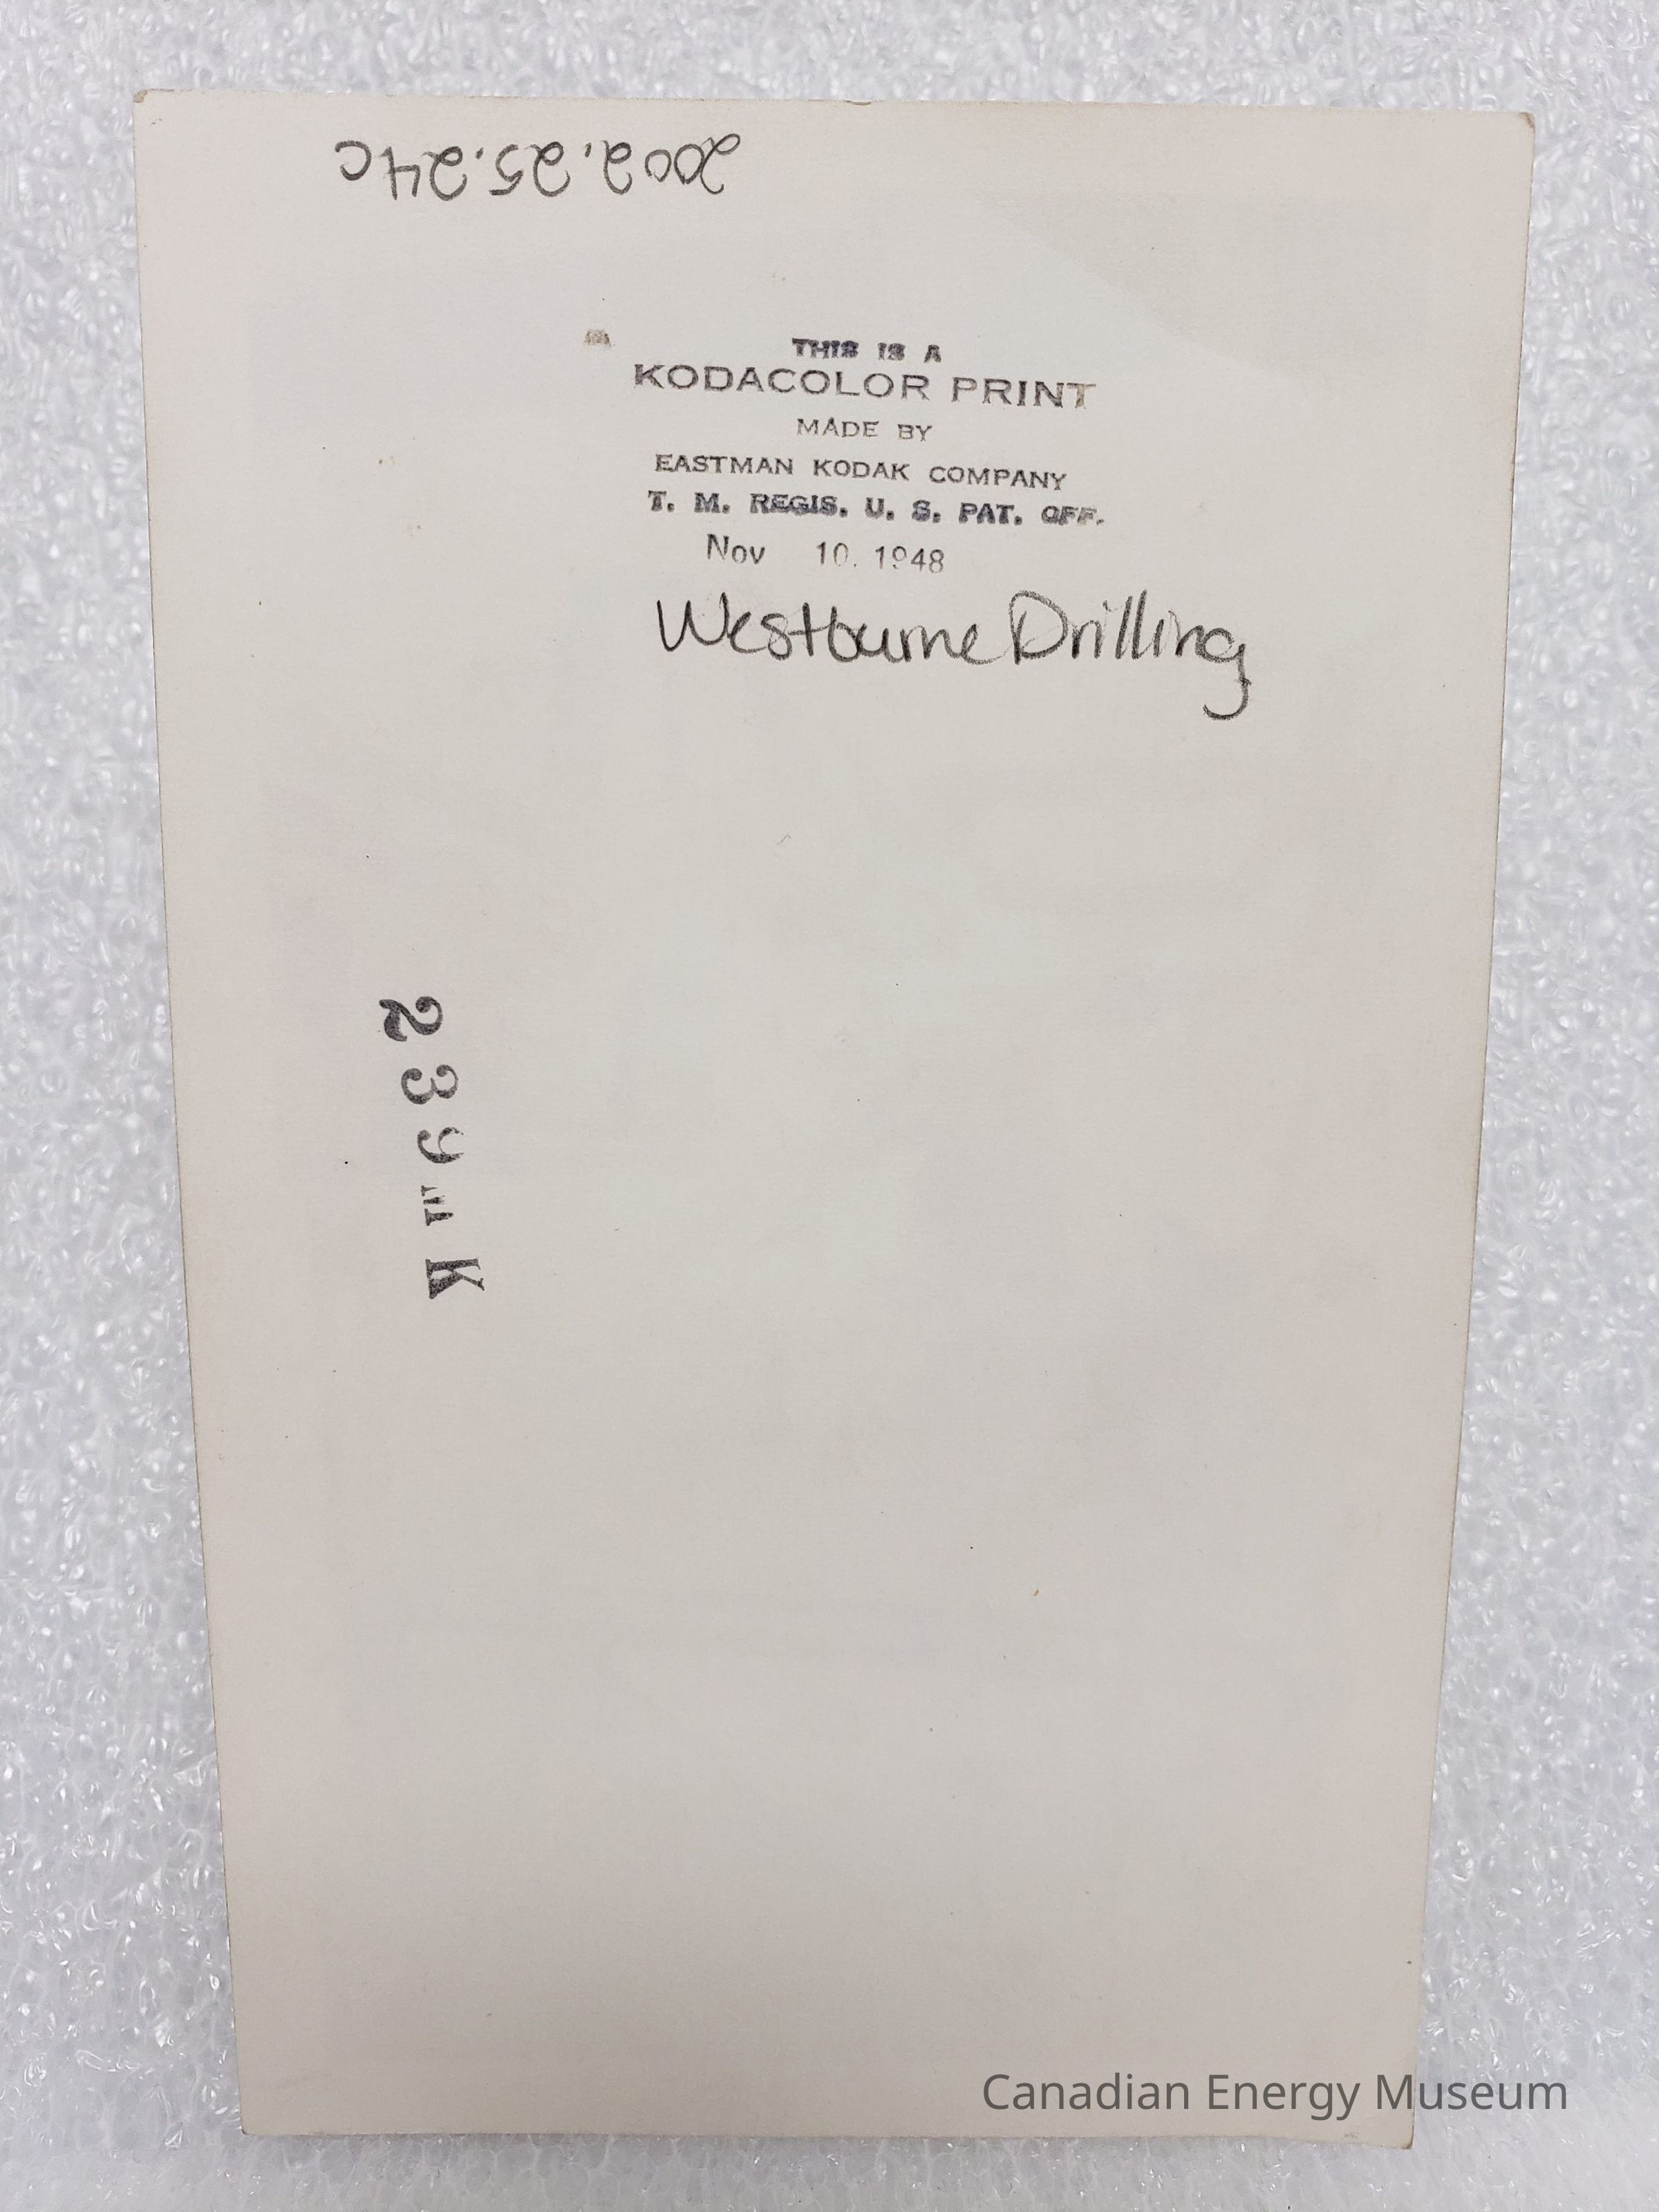 2002.25.24c
THIS IS A
KODACOLOR PRINT
MADE BY
EASTMAN KODAK COMPANY
T. M. REGIS. U. S. PAT. OFF.
Nov 10. 1948
Westburne Drilling
239 K
Canadian Energy Museum